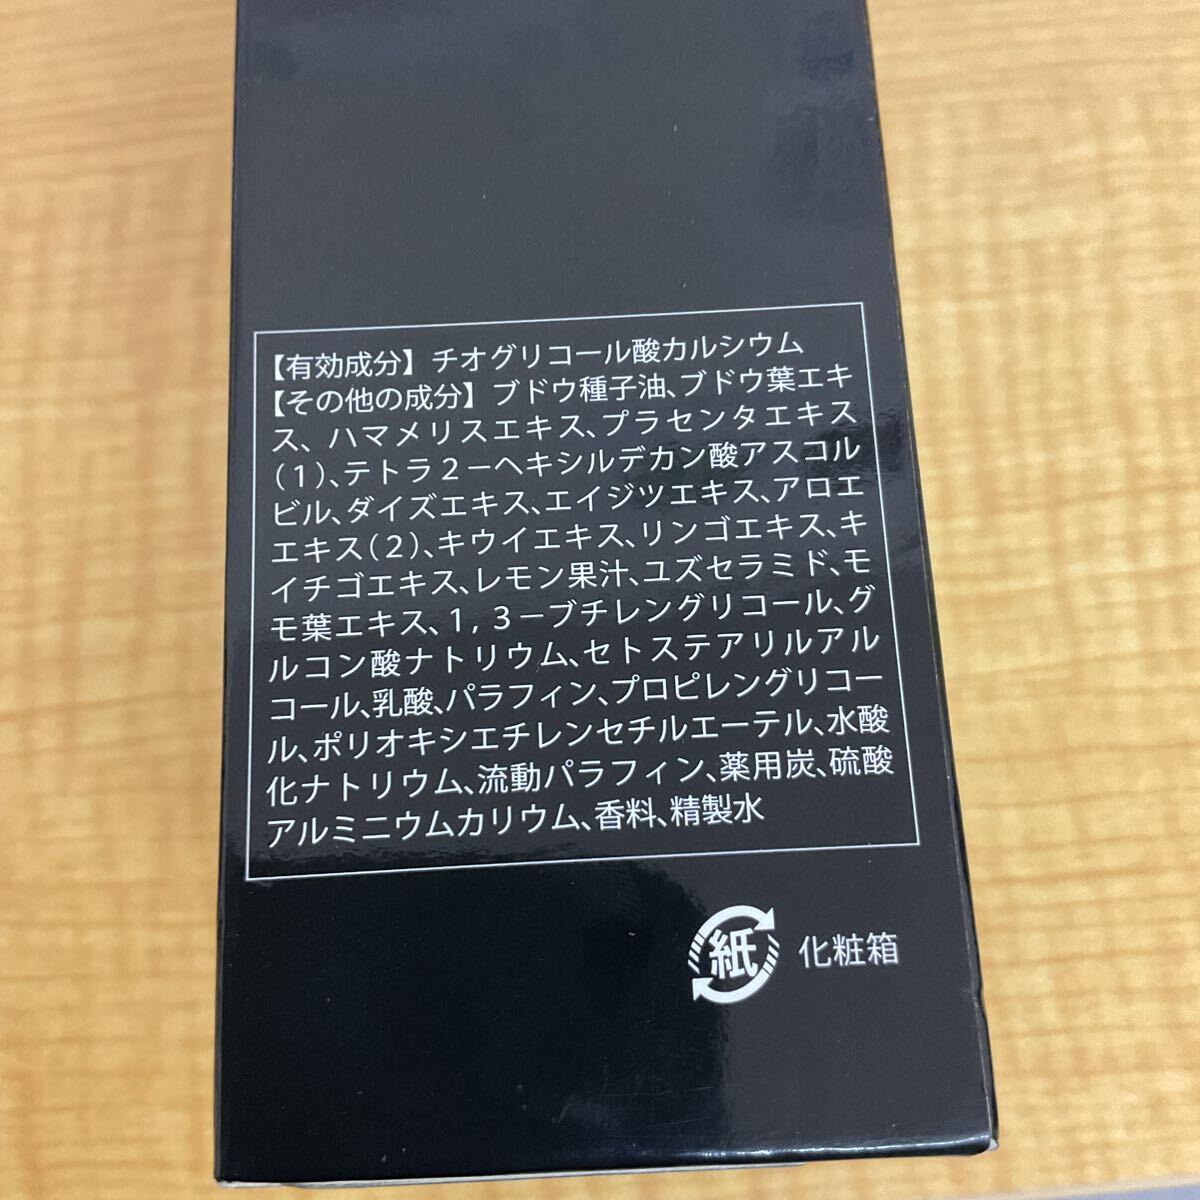 【有効成分】チオグリコール酸カルシウム
【その他の成分】ブドウ種子油、ブドウ葉エキ
ス、ハマメリスエキス、プラセンタエキス
(1)、テトラ2－ヘキシルデカン酸アスコル
ビル、ダイズエキス、エイジツエキス、アロエ
エキス(2)、キウイエキス、リンゴエキス、キ
イチゴエキス、レモン果汁、ユズセラミド、モ
モ葉エキス、1,3－ブチレングリコール、グ
ルコン酸ナトリウム、セトステアリルアル
コール、乳酸、パラフィン、プロピレングリコー
ル、ポリオキシエチレンセチルエーテル、水酸
化ナトリウム、流動パラフィン、薬用炭、硫酸
アルミニウムカリウム、香料、精製水
紙 化粧箱